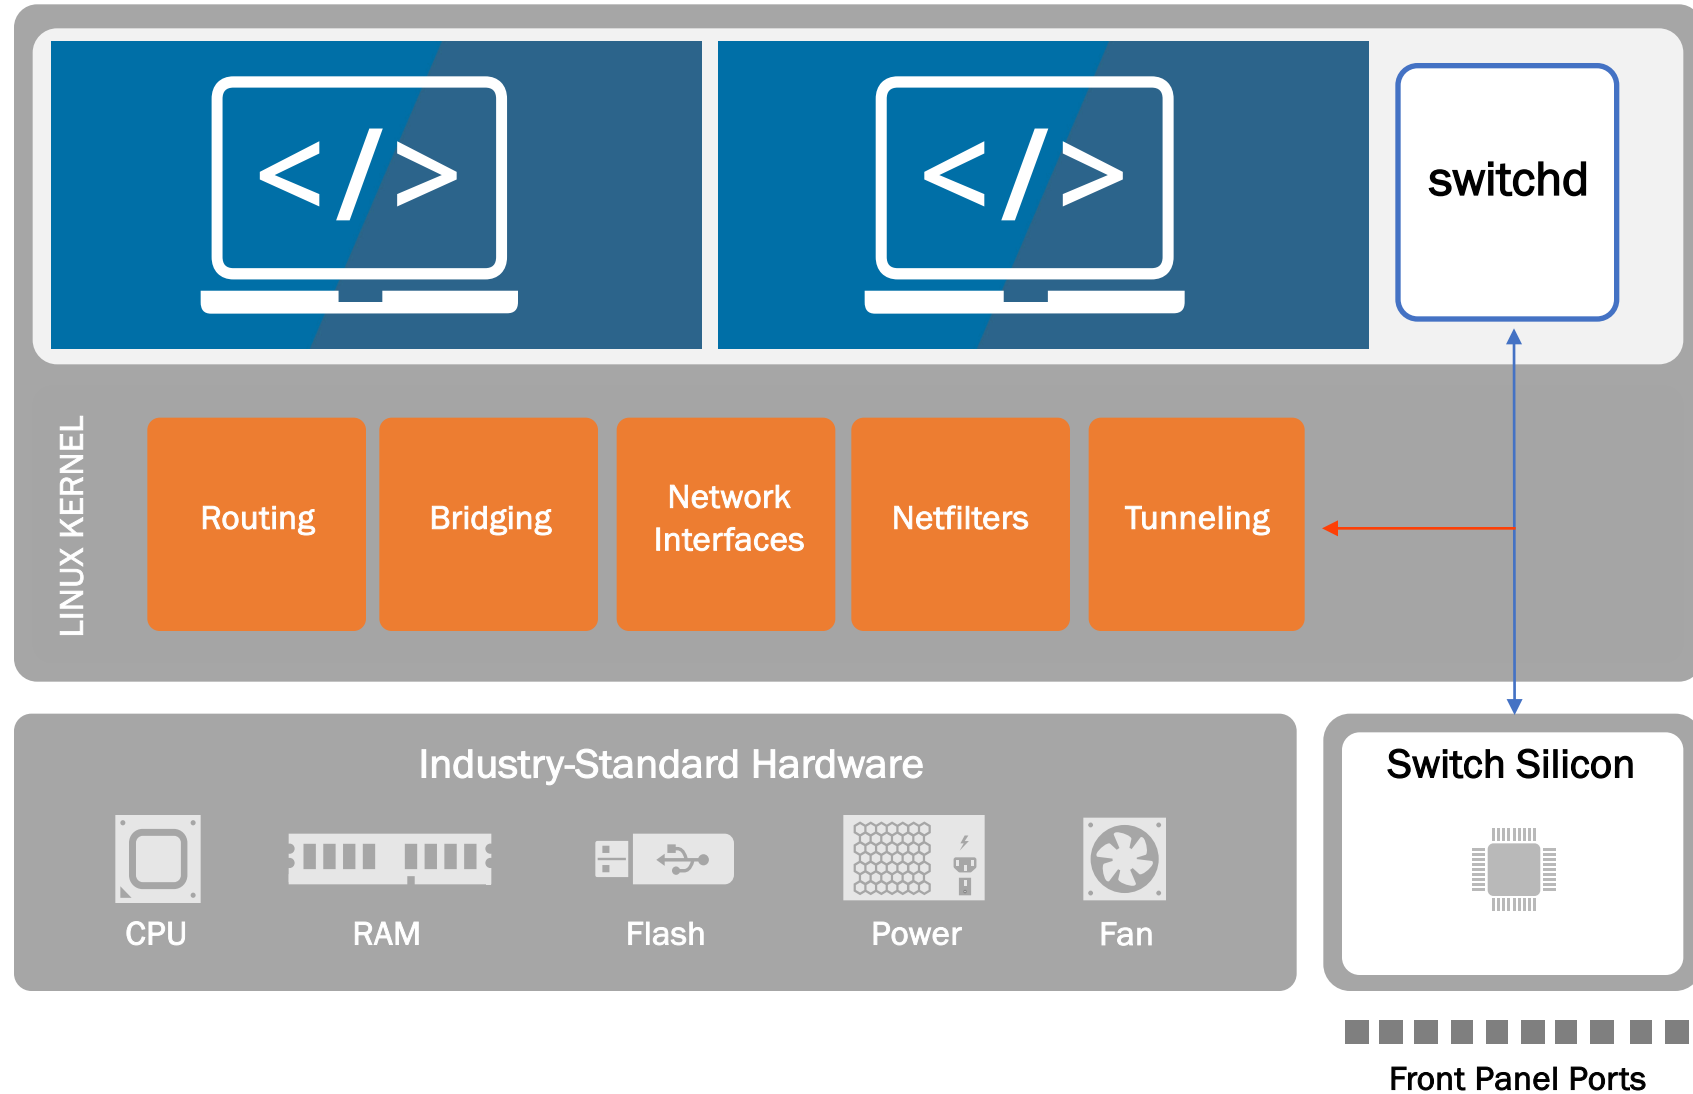 </>
</>
switchd
LINUX KERNEL
Routing
Bridging
Network
Interfaces
Netfilters
Tunneling
Industry-Standard Hardware
CPU
RAM
Flash
Power
Fan
Switch Silicon
Front Panel Ports